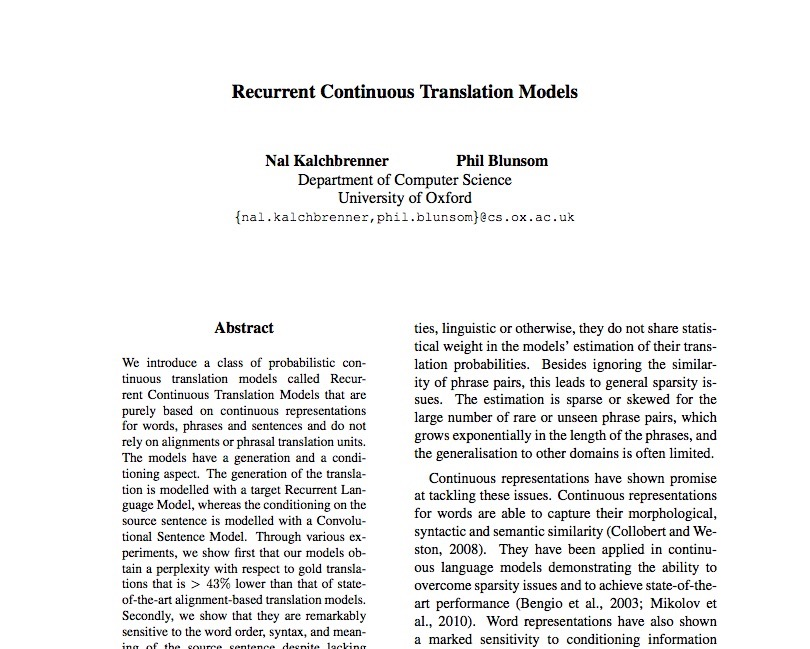 Recurrent Continuous Translation Models
Nal Kalchbrenner Phil Blunsom
Department of Computer Science
University of Oxford
{nal.kalchbrenner,phil.blunsom}@cs.ox.ac.uk
Abstract
We introduce a class of probabilistic con-
tinuous translation models called Recur-
rent Continuous Translation Models that are
purely based on continuous representations
for words, phrases and sentences and do not
rely on alignments or phrasal translation units.
The models have a generation and a condi-
tioning aspect. The generation of the transla-
tion is modelled with a target Recurrent Lan-
guage Model, whereas the conditioning on the
source sentence is modelled with a Convolu-
tional Sentence Model. Through various ex-
periments, we show first that our models ob-
tain a perplexity with respect to gold transla-
tions that is > 43% lower than that of state-
of-the-art alignment-based translation models.
Secondly, we show that they are remarkably
sensitive to the word order, syntax, and mean-
ing of the source sentence despite lacking
ties, linguistic or otherwise, they do not share statis-
tical weight in the models' estimation of their trans-
lation probabilities. Besides ignoring the similar-
ity of phrase pairs, this leads to general sparsity is-
sues. The estimation is sparse or skewed for the
large number of rare or unseen phrase pairs, which
grows exponentially in the length of the phrases, and
the generalisation to other domains is often limited.
Continuous representations have shown promise
at tackling these issues. Continuous representations
for words are able to capture their morphological,
syntactic and semantic similarity (Collobert and We-
ston, 2008). They have been applied in continu-
ous language models demonstrating the ability to
overcome sparsity issues and to achieve state-of-the-
art performance (Bengio et al., 2003; Mikolov et
al., 2010). Word representations have also shown
a marked sensitivity to conditioning information